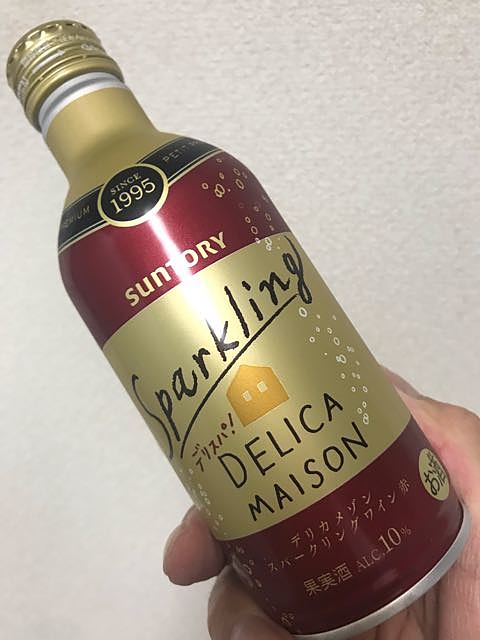 SINCE
1995
SUNTORY
Sparkling
デリスパ!
DELICA
MAISON
デリカメゾン
スパークリングワイン 赤
果実酒 ALC.10%